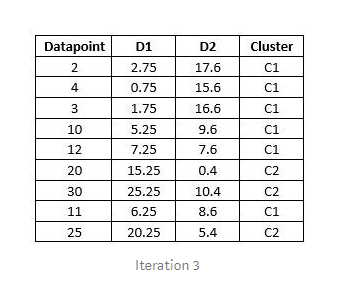 Datapoint D1 D2 Cluster
2 2.75 17.6 C1
4 0.75 15.6 C1
3 1.75 16.6 C1
10 5.25 9.6 C1
12 7.25 7.6 C1
20 15.25 0.4 C2
30 25.25 10.4 C2
11 6.25 8.6 C1
25 20.25 5.4 C2
Iteration 3